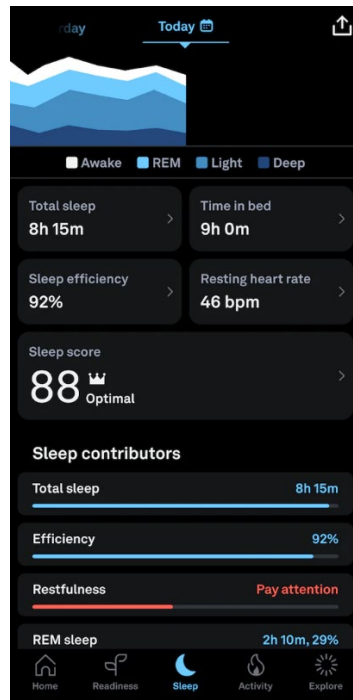 rday
Today
Awake
REM
Light
Deep
Total sleep
8h 15m
Time in bed
9h 0m
Sleep efficiency
92%
Resting heart rate
46 bpm
Sleep score
88
Optimal
Sleep contributors
Total sleep
8h 15m
Efficiency
92%
Restfulness
Pay attention
REM sleep
2h 10m, 29%
Home
Readiness
Sleep
Activity
Explore